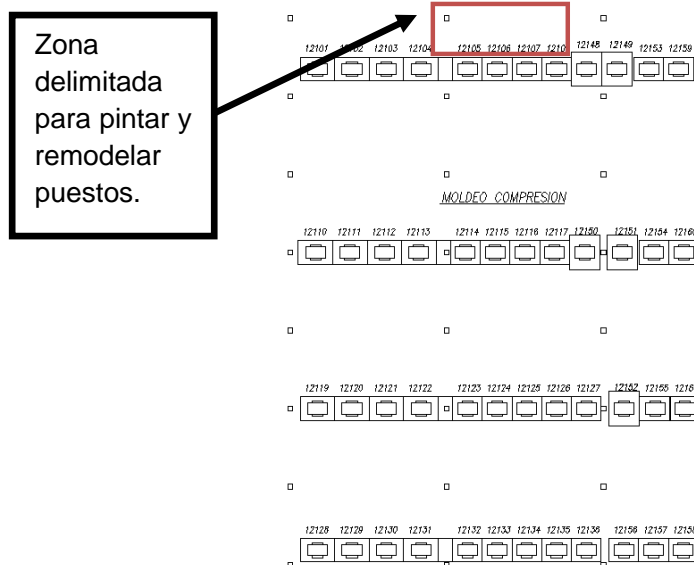 Zona
delimitada
para pintar y
remodelar
puestos.
12103 12104 12105 12106 12107 12148 12149 12153 12159
MOLDEO COMPRESION
12110 12111 12112 12113 12114 12115 12116 12117 12150 12151 12154
12119 12120 12121 12122 12123 12124 12125 12126 12127 12152 12155
12128 12129 12130 12131 12132 12133 12134 12135 12136 12156 12157 12158